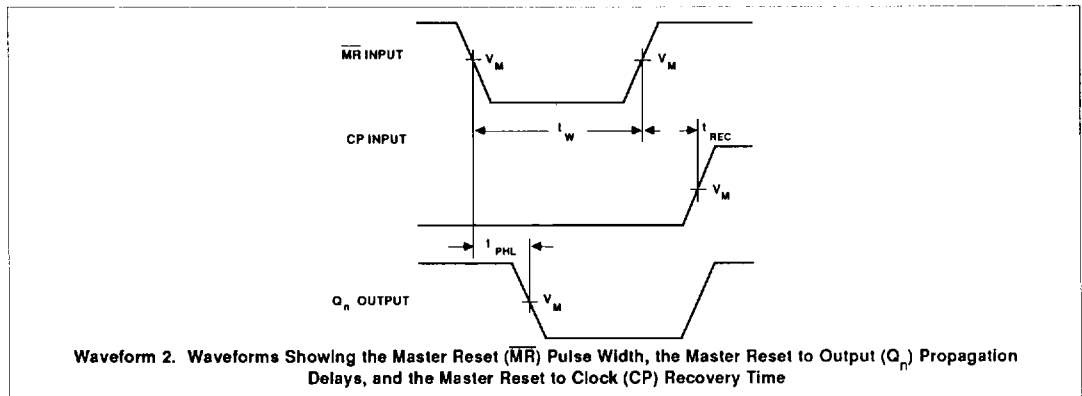 M̅R̅ INPUT
V_M
V_M
t_W
t_REC
CP INPUT
V_M
t_PHL
Q_n OUTPUT
V_M
Waveform 2. Waveforms Showing the Master Reset (M̅R̅) Pulse Width, the Master Reset to Output (Q_n) Propagation
Delays, and the Master Reset to Clock (CP) Recovery Time